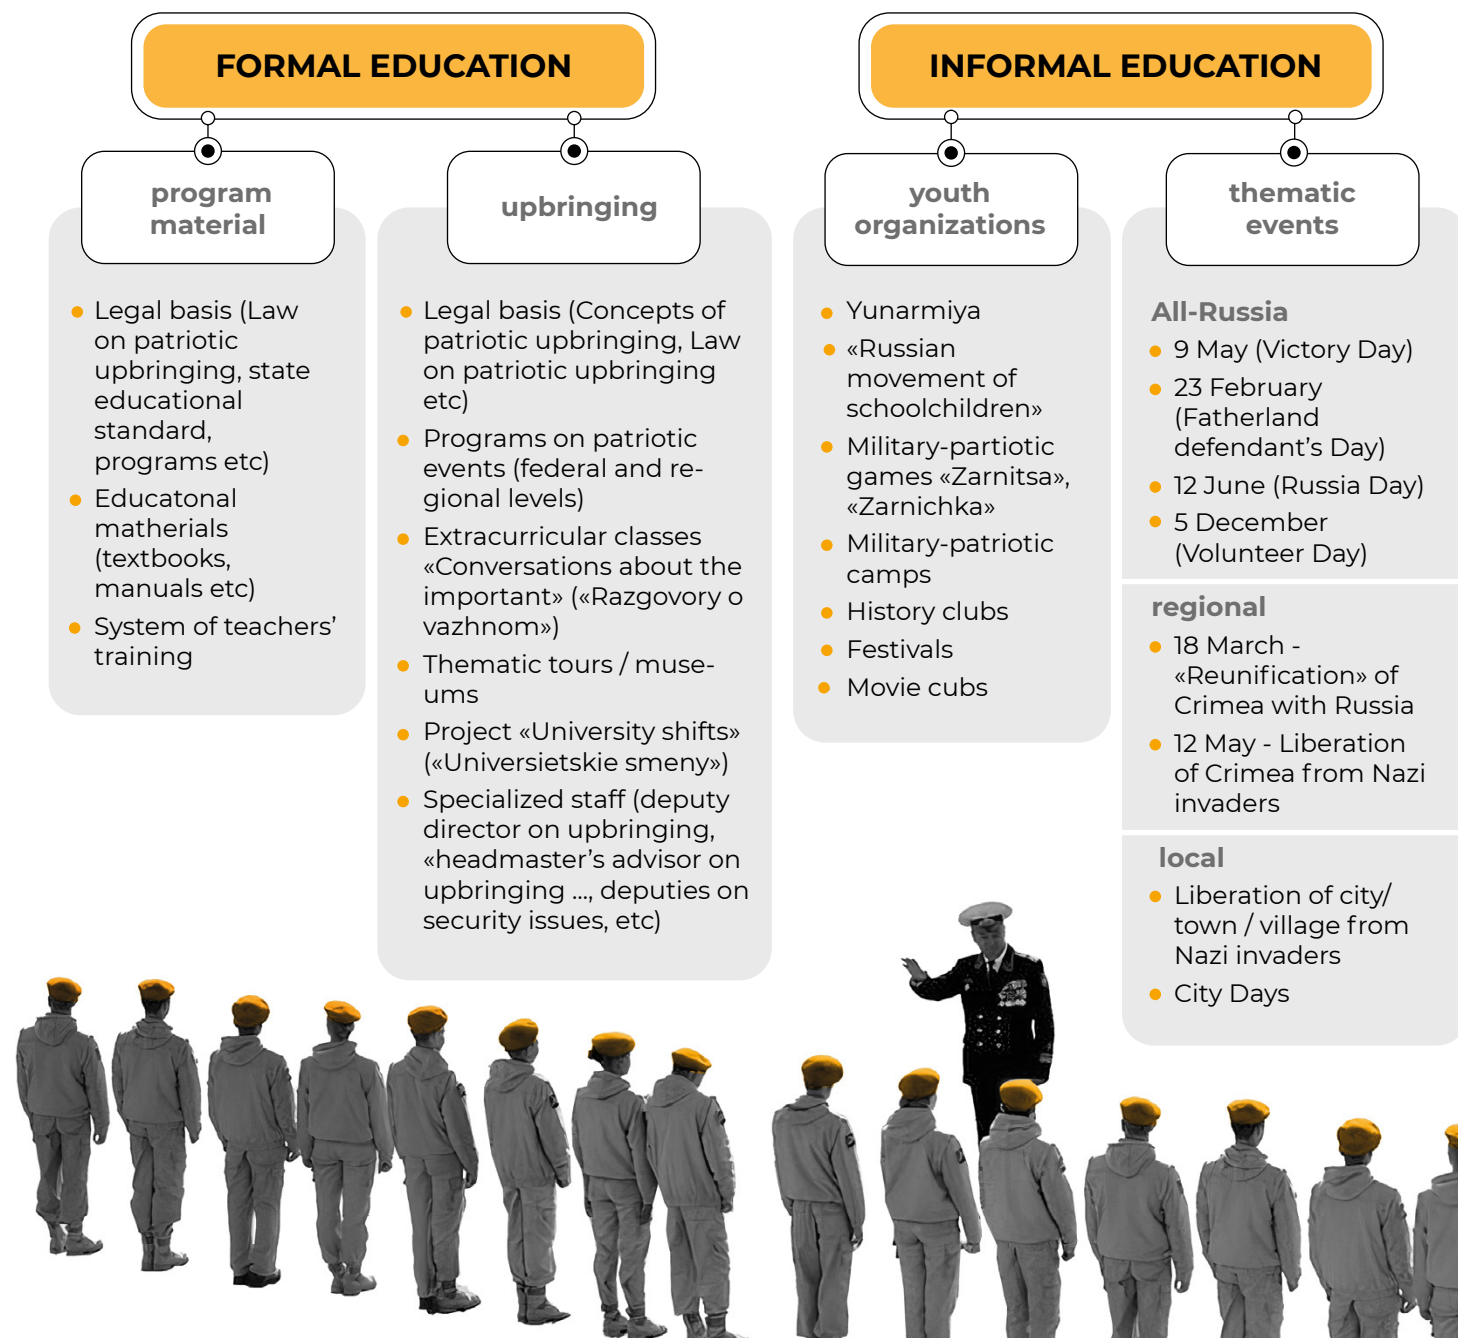 FORMAL EDUCATION
program
material
• Legal basis (Law
on patriotic
upbringing, state
educational
standard,
programs etc)
• Educatonal
matherials
(textbooks,
manuals etc)
• System of teachers’
training
upbringing
• Legal basis (Concepts of
patriotic upbringing, Law
on patriotic upbringing
etc)
• Programs on patriotic
events (federal and re-
gional levels)
• Extracurricular classes
«Conversations about the
important» («Razgovory o
vazhnom»)
• Thematic tours / muse-
ums
• Project «University shifts»
(«Universietskie smeny»)
• Specialized staff (deputy
director on upbringing,
«headmaster’s advisor on
upbringing ..., deputies on
security issues, etc)
INFORMAL EDUCATION
youth
organizations
• Yunarmiya
• «Russian
movement of
schoolchildren»
• Military-partiotic
games «Zarnitsa»,
«Zarnichka»
• Military-patriotic
camps
• History clubs
• Festivals
• Movie cubs
thematic
events
All-Russia
• 9 May (Victory Day)
• 23 February
(Fatherland
defendant’s Day)
• 12 June (Russia Day)
• 5 December
(Volunteer Day)
regional
• 18 March -
«Reunification» of
Crimea with Russia
• 12 May - Liberation
of Crimea from Nazi
invaders
local
• Liberation of city/
town / village from
Nazi invaders
• City Days